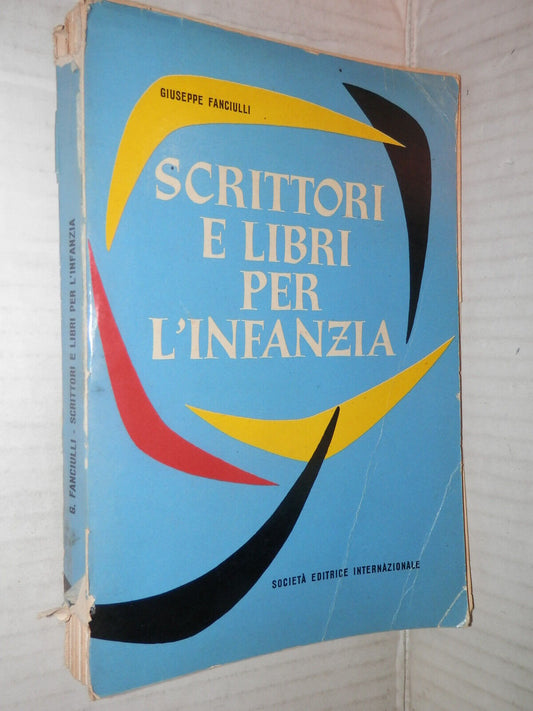 GIUSEPPE FANCIULLI
SCRITTORI
E LIBRI
PER
L'INFANZIA
SOCIETÀ EDITRICE INTERNAZIONALE
G. FANCIULLI - SCRITTORI E LIBRI PER L'INFANZIA